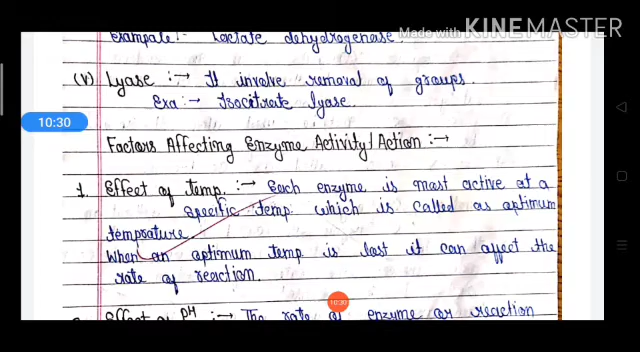 Made with KINEMASTER
Example:- Lactate dehydrogenase.
(V) Lyase :→ It involve removal of groups.
Exa :→ Isocitrate lyase.
10:30
Factors Affecting Enzyme Activity/Action :→
1. Effect of temp. :→ Each enzyme is most active at a
specific temp which is called as optimum
temprature.
When an optimum temp is lost it can affect the
rate of reaction.
10:30
Effect of PH :→ The rate of enzyme or reaction